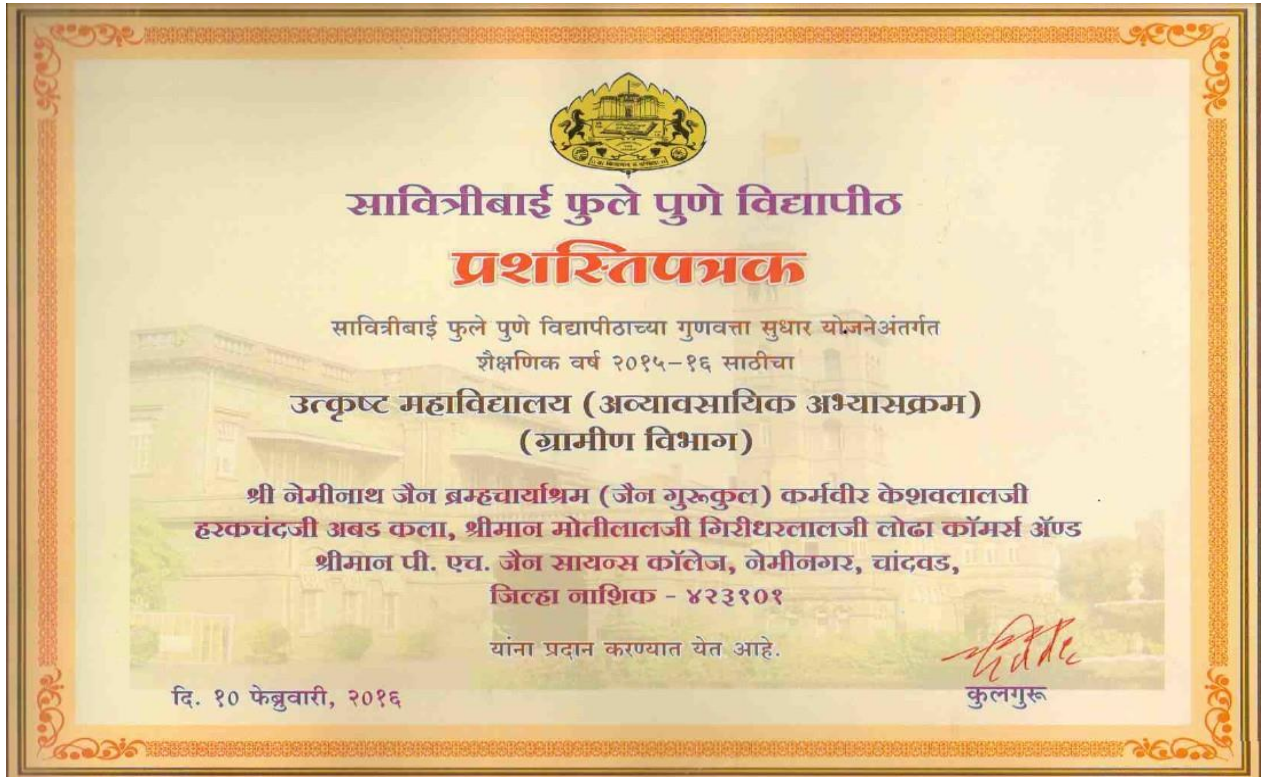 सावित्रीबाई फुले पुणे विद्यापीठ
प्रशस्तिपत्रक
सावित्रीबाई फुले पुणे विद्यापीठाच्या गुणवत्ता सुधार योजनेअंतर्गत
शैक्षणिक वर्ष २०१५-१६ साठीचा
उत्कृष्ट महाविद्यालय (अव्यावसायिक अभ्यासक्रम)
(ग्रामीण विभाग)
श्री नेमीनाथ जैन ब्रम्हचार्याश्रम (जैन गुरूकुल) कर्मवीर केशवलालजी
हरकचंदजी अबड कला, श्रीमान मोतीलालजी गिरीधरलालजी लोढा कॉमर्स ॲण्ड
श्रीमान पी. एच. जैन सायन्स कॉलेज, नेमीनगर, चांदवड,
जिल्हा नाशिक - ४२३१०१
यांना प्रदान करण्यात येत आहे.
दि. १० फेब्रुवारी, २०१६
कुलगुरू